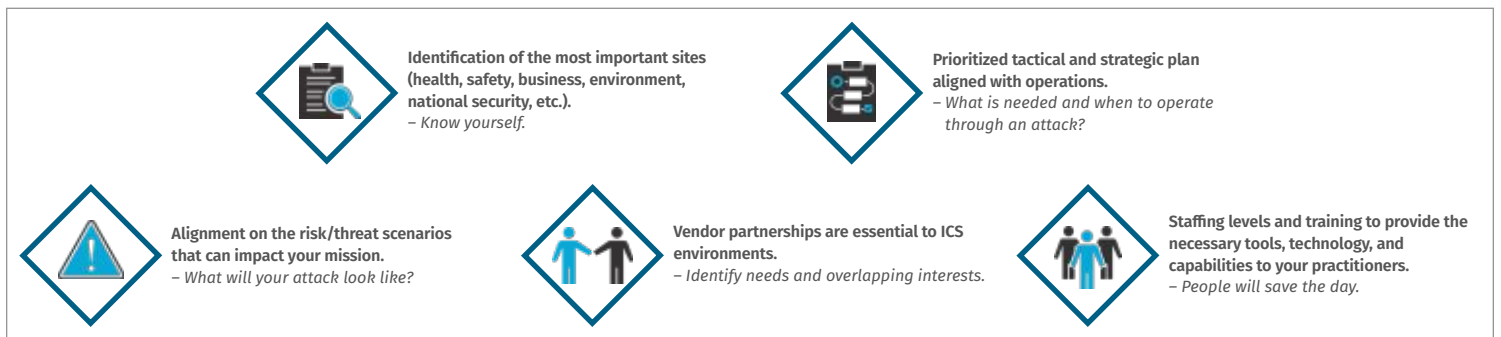 Identification of the most important sites
(health, safety, business, environment,
national security, etc.).
– Know yourself.
Prioritized tactical and strategic plan
aligned with operations.
– What is needed and when to operate
through an attack?
Alignment on the risk/threat scenarios
that can impact your mission.
– What will your attack look like?
Vendor partnerships are essential to ICS
environments.
– Identify needs and overlapping interests.
Staffing levels and training to provide the
necessary tools, technology, and
capabilities to your practitioners.
– People will save the day.